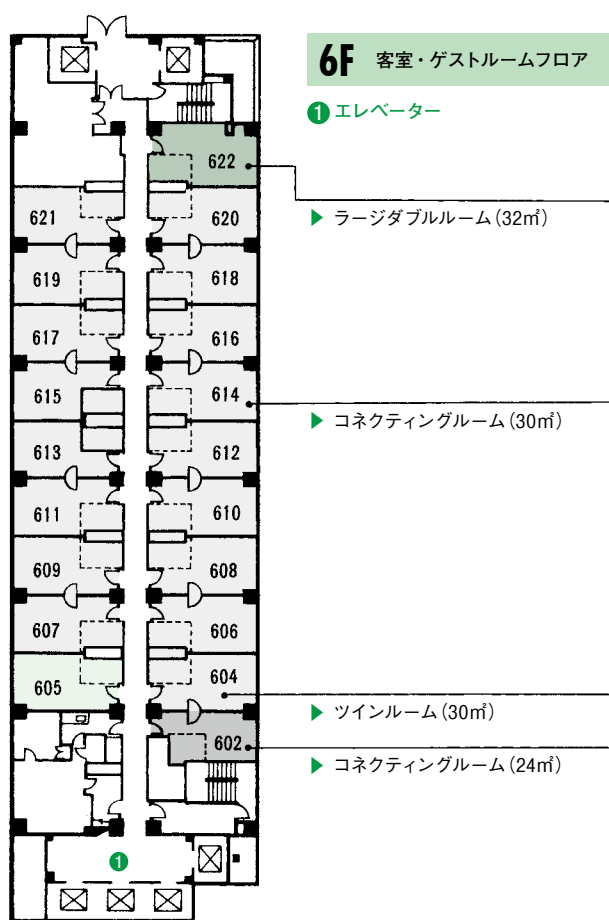 6F 客室・ゲストルームフロア
1 エレベーター
622
▶ ラージダブルルーム(32㎡)
621 620
619 618
617 616
615 614
▶ コネクティングルーム(30㎡)
613 612
611 610
609 608
607 606
605 604
▶ ツインルーム(30㎡)
602
▶ コネクティングルーム(24㎡)
1